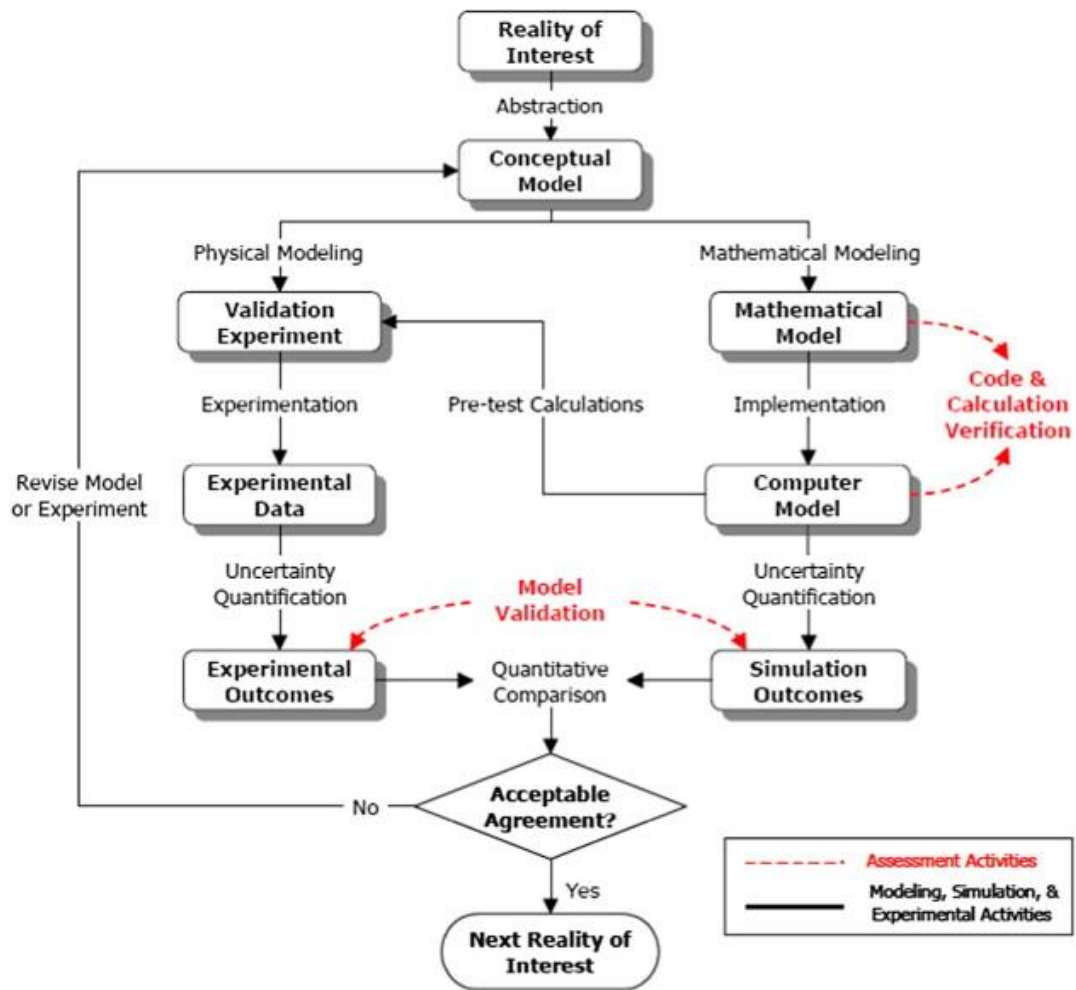 Reality of
Interest
Abstraction
Conceptual
Model
Physical Modeling
Mathematical Modeling
Validation
Experiment
Mathematical
Model
Code &
Calculation
Verification
Experimentation
Pre-test Calculations
Implementation
Revise Model
or Experiment
Experimental
Data
Computer
Model
Uncertainty
Quantification
Model
Validation
Uncertainty
Quantification
Experimental
Outcomes
Quantitative
Comparison
Simulation
Outcomes
No
Acceptable
Agreement?
Yes
Next Reality of
Interest
Assessment Activities
Modeling, Simulation, &
Experimental Activities